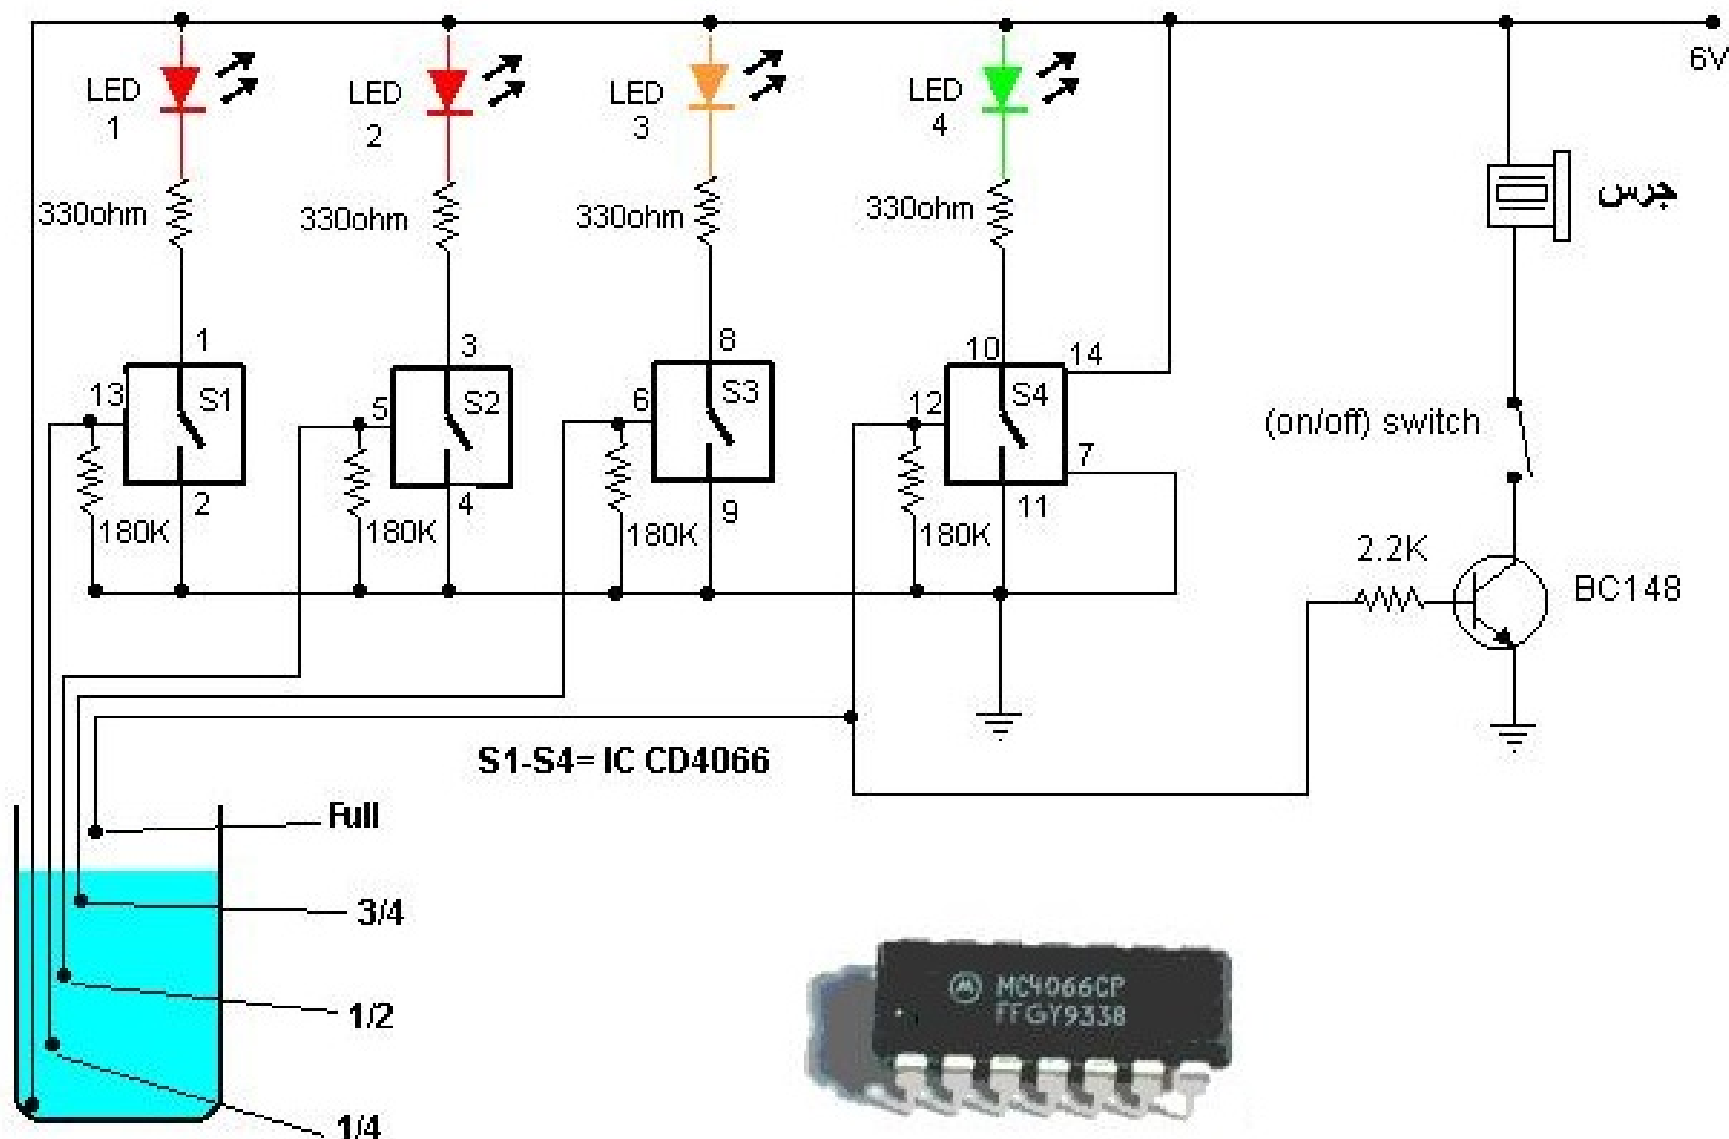 6V
LED
1
LED
2
LED
3
LED
4
330ohm
330ohm
330ohm
330ohm
جرس
1
3
8
10
14
13
S1
5
S2
6
S3
12
S4
(on/off) switch
7
2
4
9
11
180K
180K
180K
180K
2.2K
BC148
S1-S4= IC CD4066
Full
3/4
1/2
1/4
MC4066CP
FFGY9338